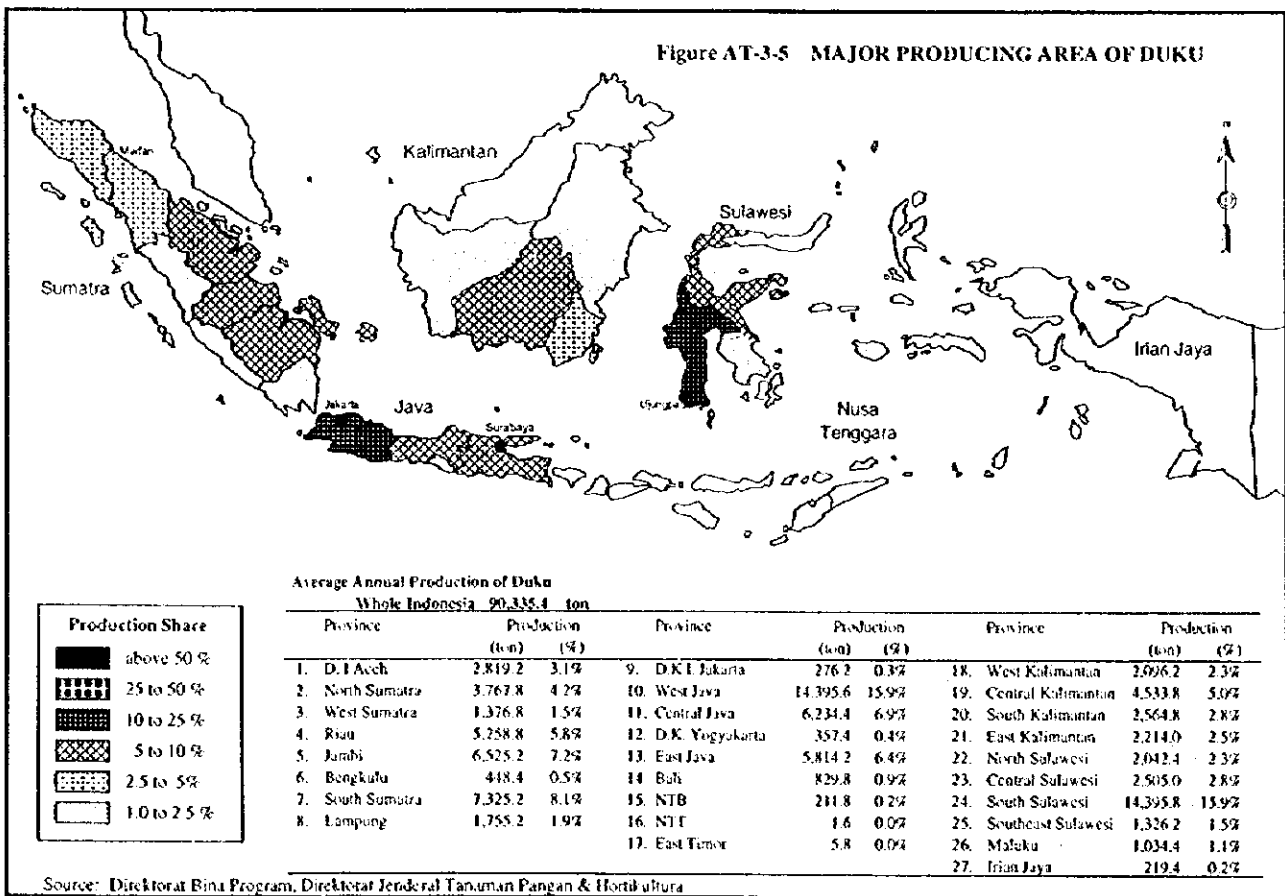 Figure AT-3-5 MAJOR PRODUCING AREA OF DUKU
Medan
Kalimantan
Sulawesi
Sumatra
Irian Jaya
Jakarta
Java
Surabaya
Nusa
Tenggara
Production Share
above 50 %
25 to 50 %
10 to 25 %
5 to 10 %
2.5 to 5%
1.0 to 2.5 %
Average Annual Production of Duku
Whole Indonesia 90,335.4 ton
Province Production Province Production Province Production
(ton) (%) (ton) (%) (ton) (%)
1. D. I Aceh 2,819.2 3.1% 9. D.K.I. Jakarta 276.2 0.3% 18. West Kalimantan 2,096.2 2.3%
2. North Sumatra 3,767.8 4.2% 10. West Java 14,395.6 15.9% 19. Central Kalimantan 4,533.8 5.0%
3. West Sumatra 1,376.8 1.5% 11. Central Java 6,234.4 6.9% 20. South Kalimantan 2,564.8 2.8%
4. Riau 5,258.8 5.8% 12. D.K. Yogyakarta 357.4 0.4% 21. East Kalimantan 2,214.0 2.5%
5. Jambi 6,525.2 7.2% 13. East Java 5,814.2 6.4% 22. North Sulawesi 2,042.4 2.3%
6. Bengkulu 448.4 0.5% 14. Bali 829.8 0.9% 23. Central Sulawesi 2,505.0 2.8%
7. South Sumatra 7,325.2 8.1% 15. NTB 211.8 0.2% 24. South Sulawesi 14,395.8 15.9%
8. Lampung 1,755.2 1.9% 16. NTT 1.6 0.0% 25. Southeast Sulawesi 1,326.2 1.5%
17. East Timor 5.8 0.0% 26. Maluku 1,034.4 1.1%
27. Irian Jaya 219.4 0.2%
Source: Direktorat Bina Program, Direktorat Jenderal Tanaman Pangan & Hortikultura